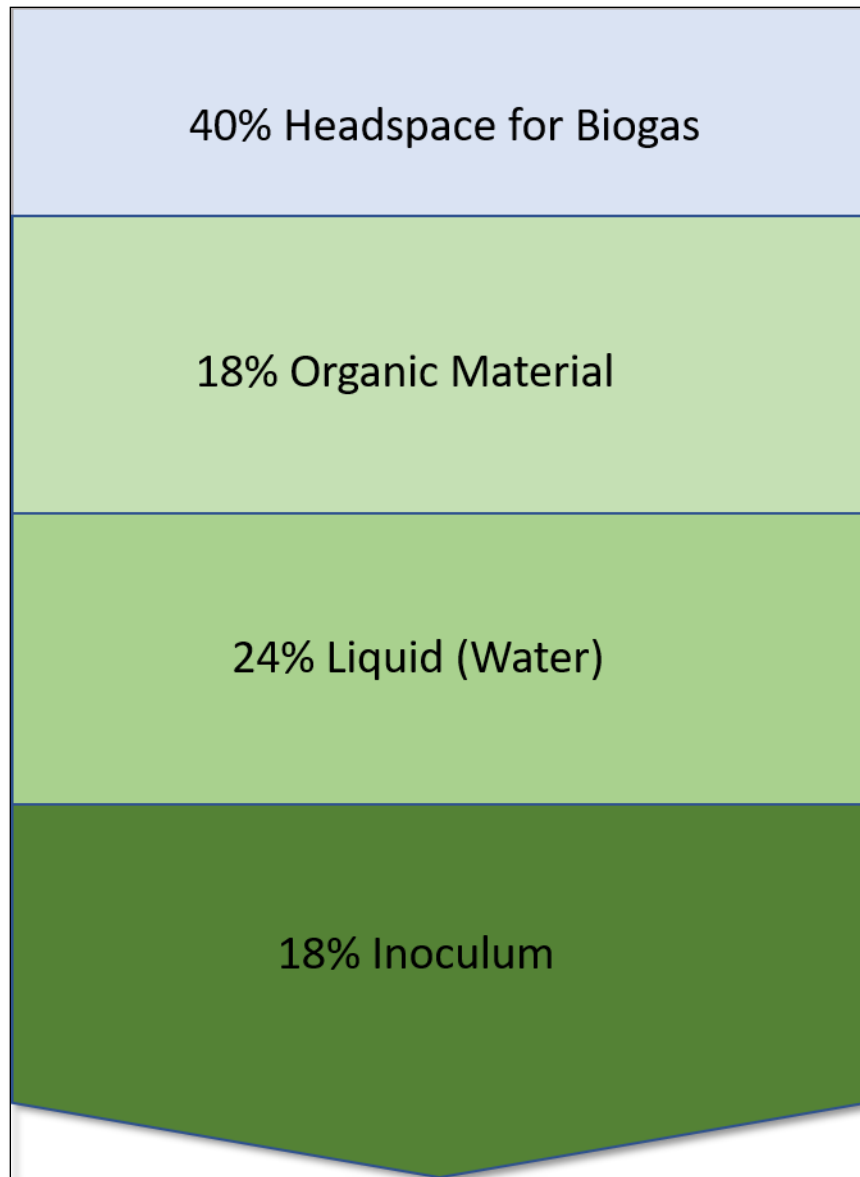 40% Headspace for Biogas
18% Organic Material
24% Liquid (Water)
18% Inoculum